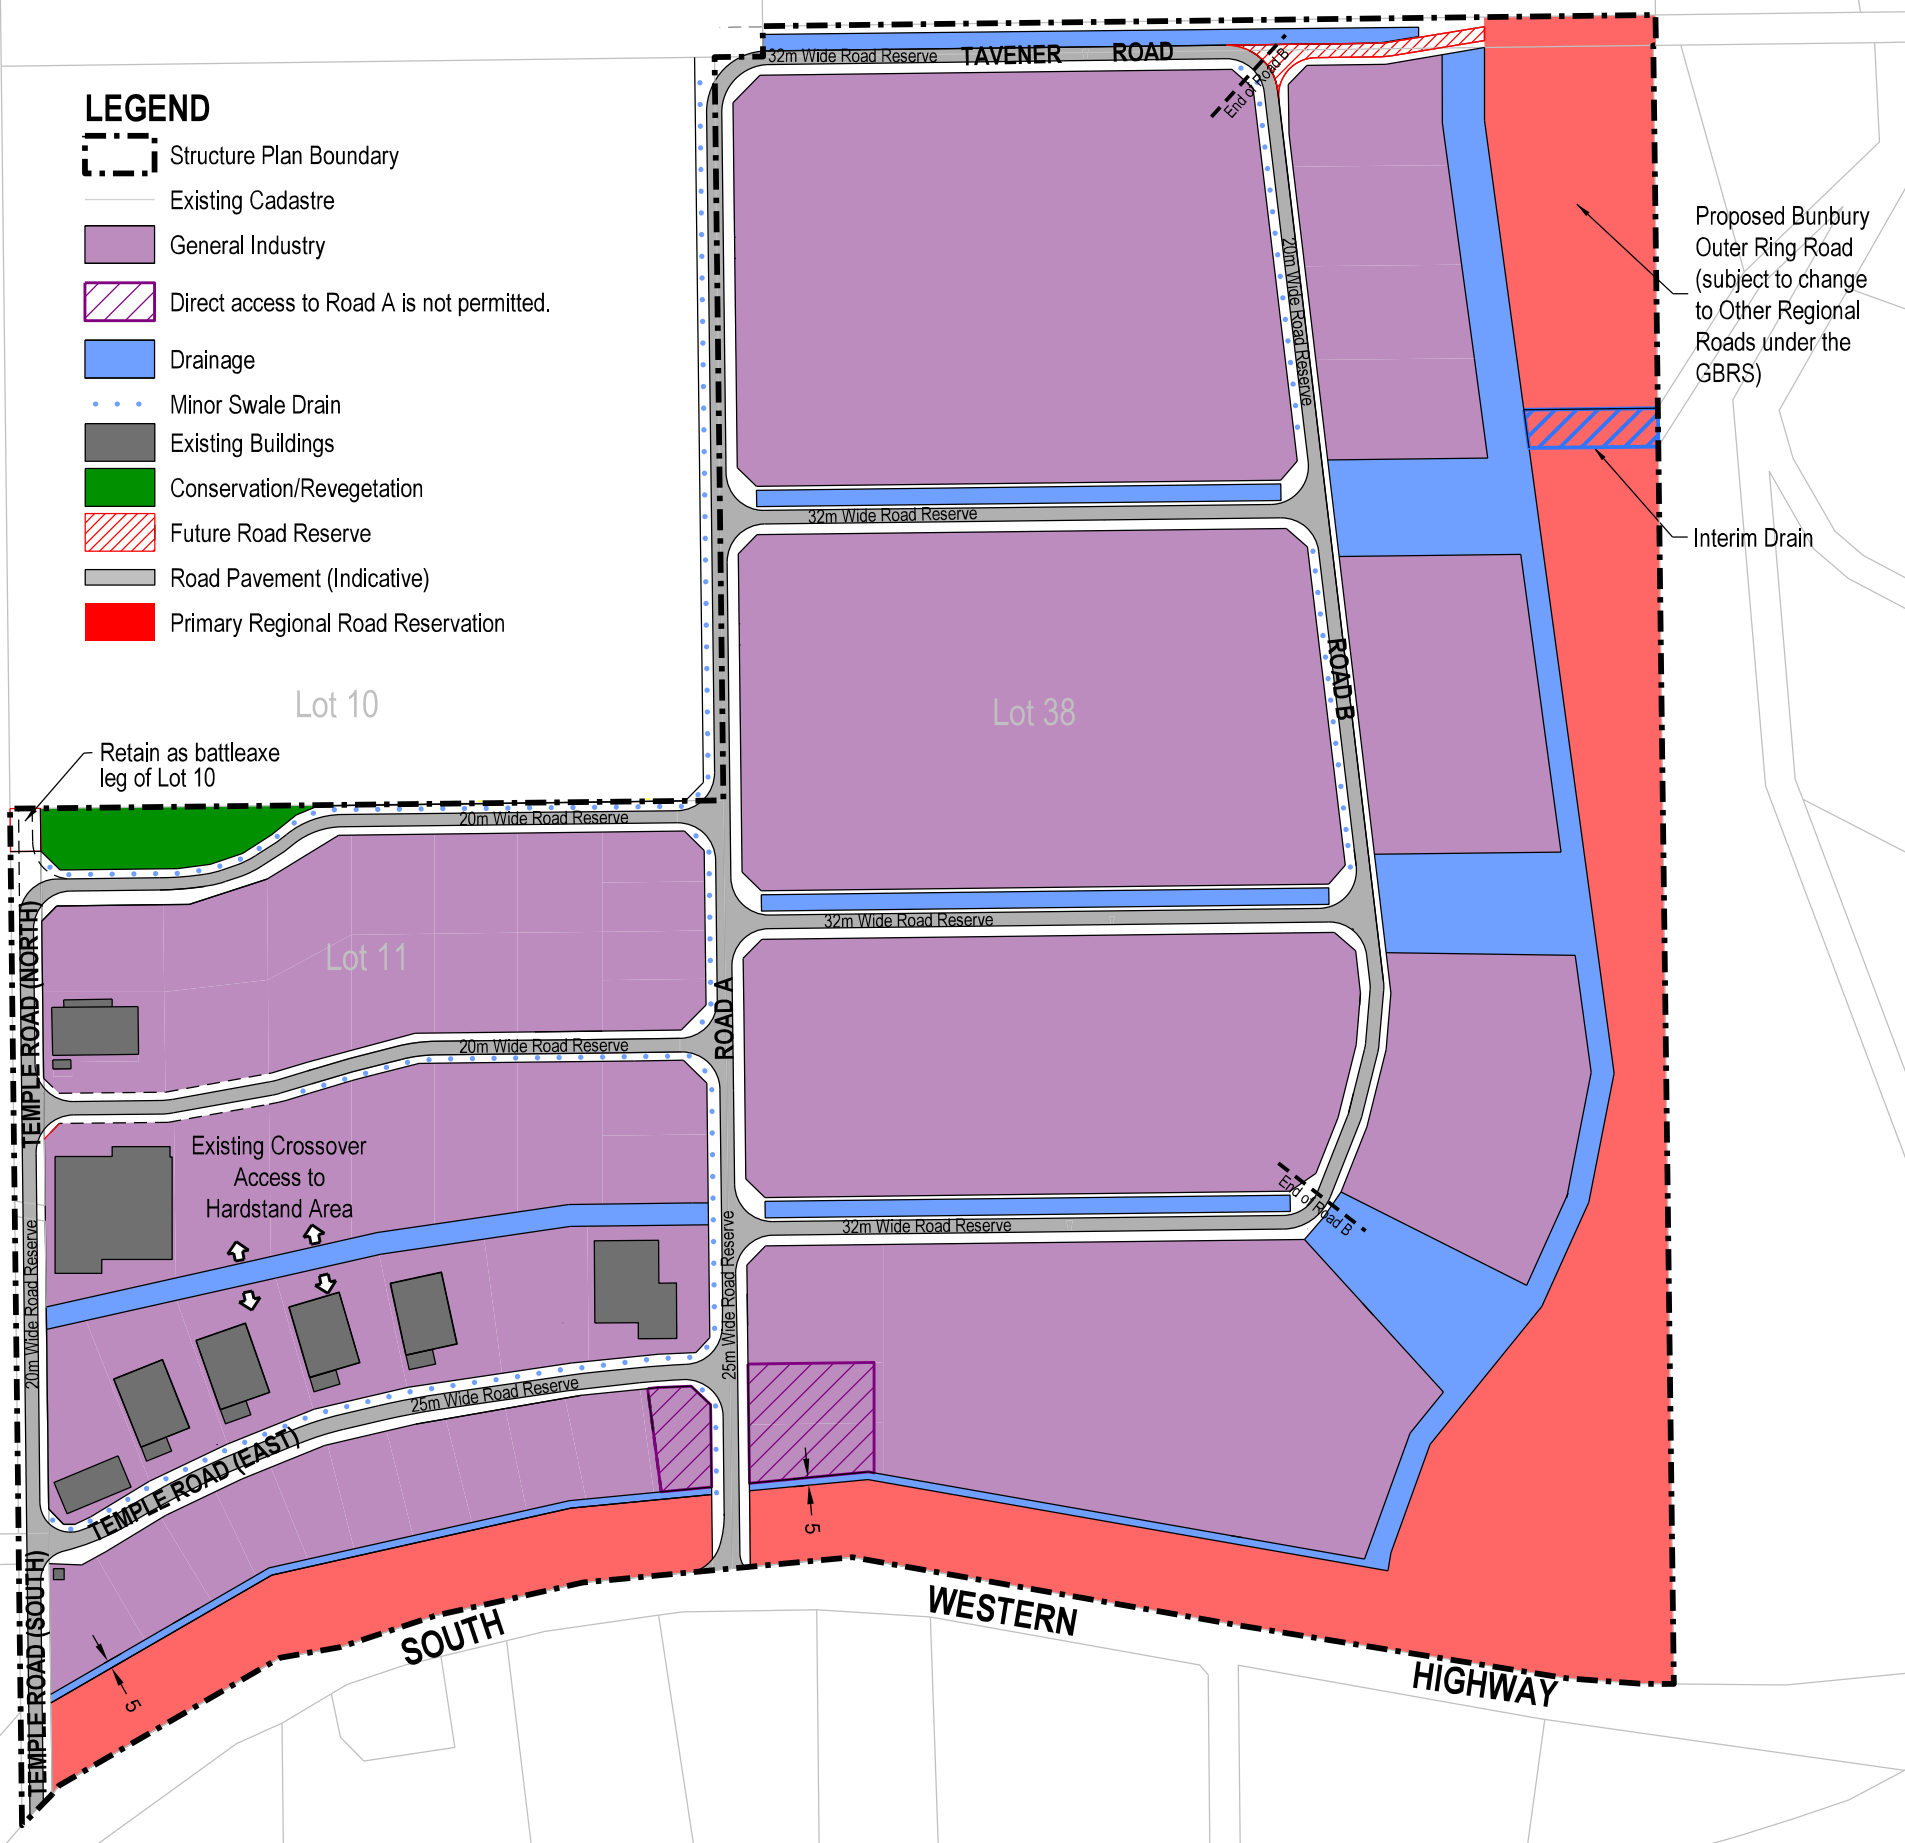 32m Wide Road Reserve
TAVENER ROAD
End of Road B
LEGEND
Structure Plan Boundary
Existing Cadastre
General Industry
Direct access to Road A is not permitted.
Drainage
Minor Swale Drain
Existing Buildings
Conservation/Revegetation
Future Road Reserve
Road Pavement (Indicative)
Primary Regional Road Reservation
Proposed Bunbury
Outer Ring Road
(subject to change
to Other Regional
Roads under the
GBRS)
20m Wide Road Reserve
32m Wide Road Reserve
Interim Drain
Lot 10
Lot 38
ROAD B
Retain as battleaxe
leg of Lot 10
20m Wide Road Reserve
32m Wide Road Reserve
Lot 11
TEMPLE ROAD (NORTH)
ROAD A
20m Wide Road Reserve
Existing Crossover
Access to
Hardstand Area
End of Road B
32m Wide Road Reserve
20m Wide Road Reserve
25m Wide Road Reserve
25m Wide Road Reserve
TEMPLE ROAD (EAST)
5
TEMPLE ROAD (SOUTH)
5
SOUTH WESTERN HIGHWAY